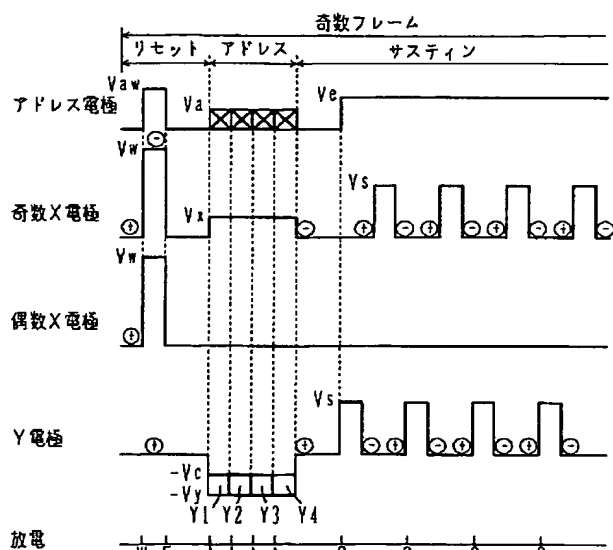 奇数フレーム
リセット アドレス サスティン
Vaw Va Ve
アドレス電極
⊖
Vw Vs
奇数X電極 Vx
⊕ ⊖ ⊕ ⊖ ⊕ ⊖ ⊕ ⊖ ⊕ ⊖
Vw
偶数X電極
⊕
Vs
Y電極
⊕ ⊕ ⊖ ⊕ ⊖ ⊕ ⊖ ⊕ ⊖
-Vc
-Vy
Y1 Y2 Y3 Y4
放電